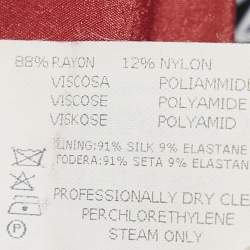 88% RAYON 12% NYLON
VISCOSA POLIAMMIDE
VISCOSE POLYAMIDE
VISKOSE POLYAMID
LINING:91% SILK 9% ELASTANE
FODERA:91% SETA 9% ELASTAN
PROFESSIONALLY DRY CLE
PERCHLORETHYLENE
STEAM ONLY
P